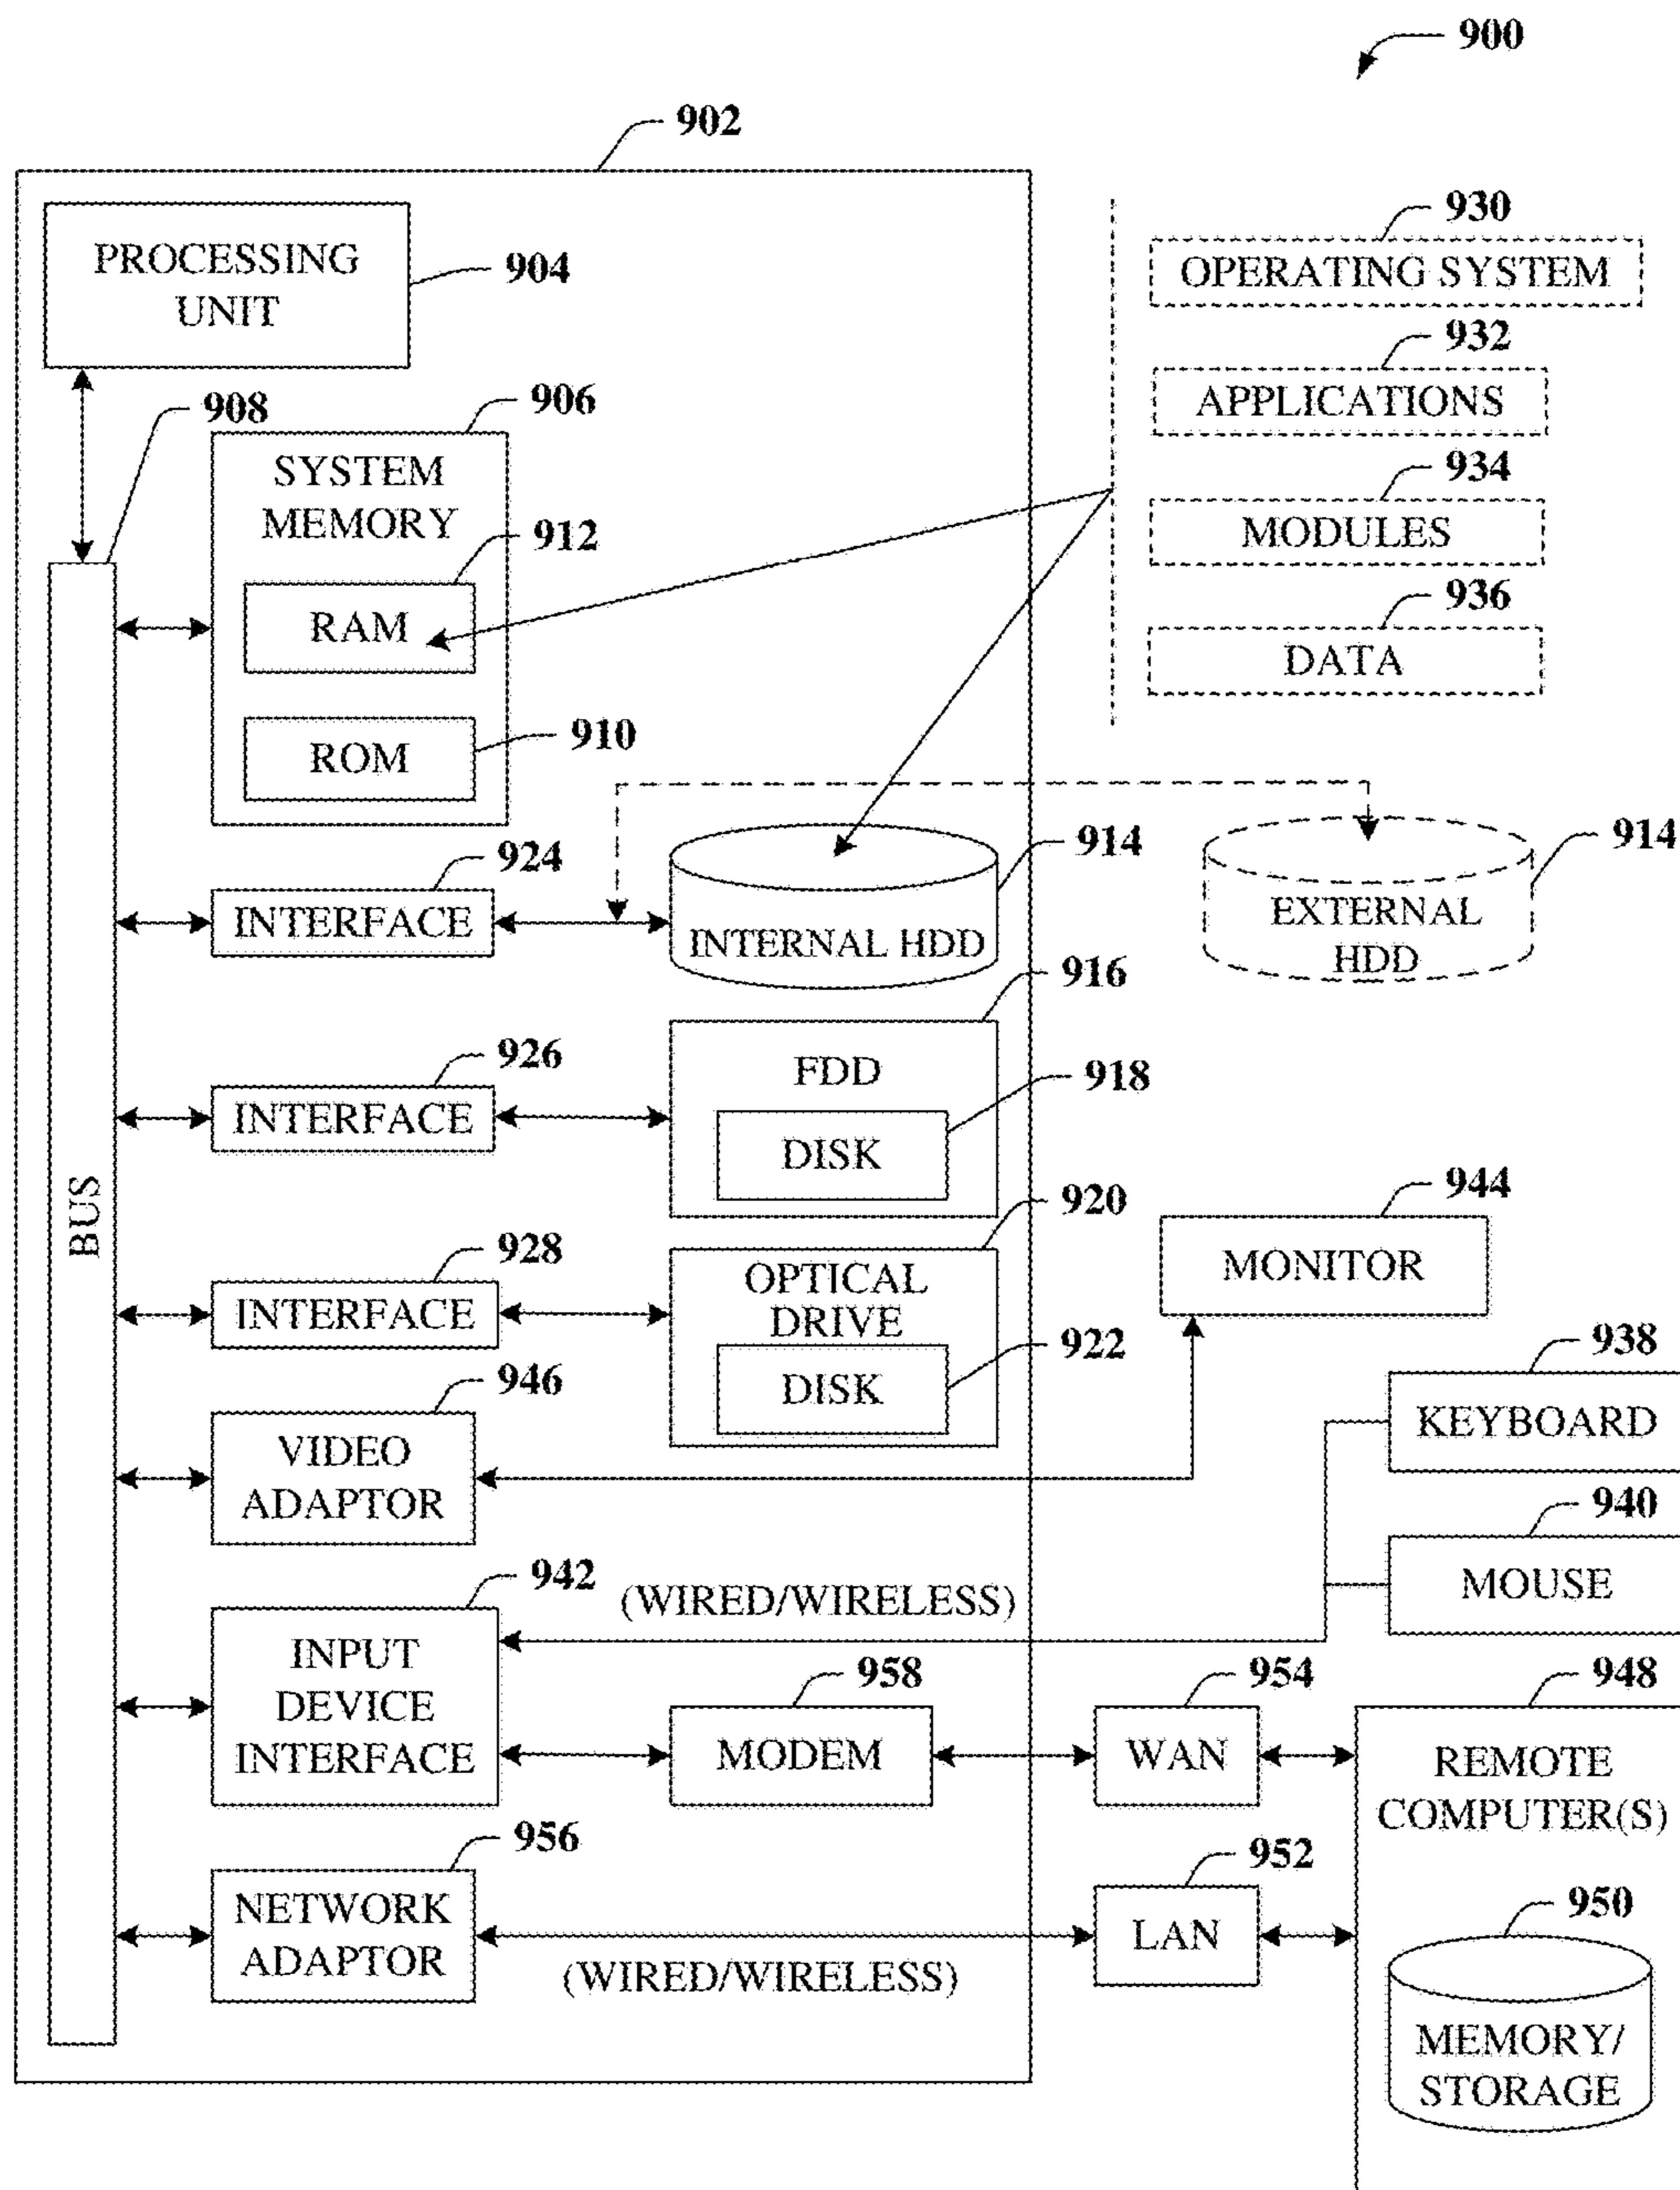 900
902
PROCESSING
UNIT
904
930
OPERATING SYSTEM
932
APPLICATIONS
934
MODULES
936
DATA
908
906
SYSTEM
MEMORY
912
RAM
910
ROM
BUS
924
INTERFACE
914
INTERNAL HDD
914
EXTERNAL
HDD
926
INTERFACE
916
FDD
918
DISK
928
INTERFACE
920
OPTICAL
DRIVE
922
DISK
944
MONITOR
946
VIDEO
ADAPTOR
938
KEYBOARD
940
MOUSE
942
INPUT
DEVICE
INTERFACE
(WIRED/WIRELESS)
958
MODEM
954
WAN
948
REMOTE
COMPUTER(S)
956
NETWORK
ADAPTOR
(WIRED/WIRELESS)
952
LAN
950
MEMORY/
STORAGE